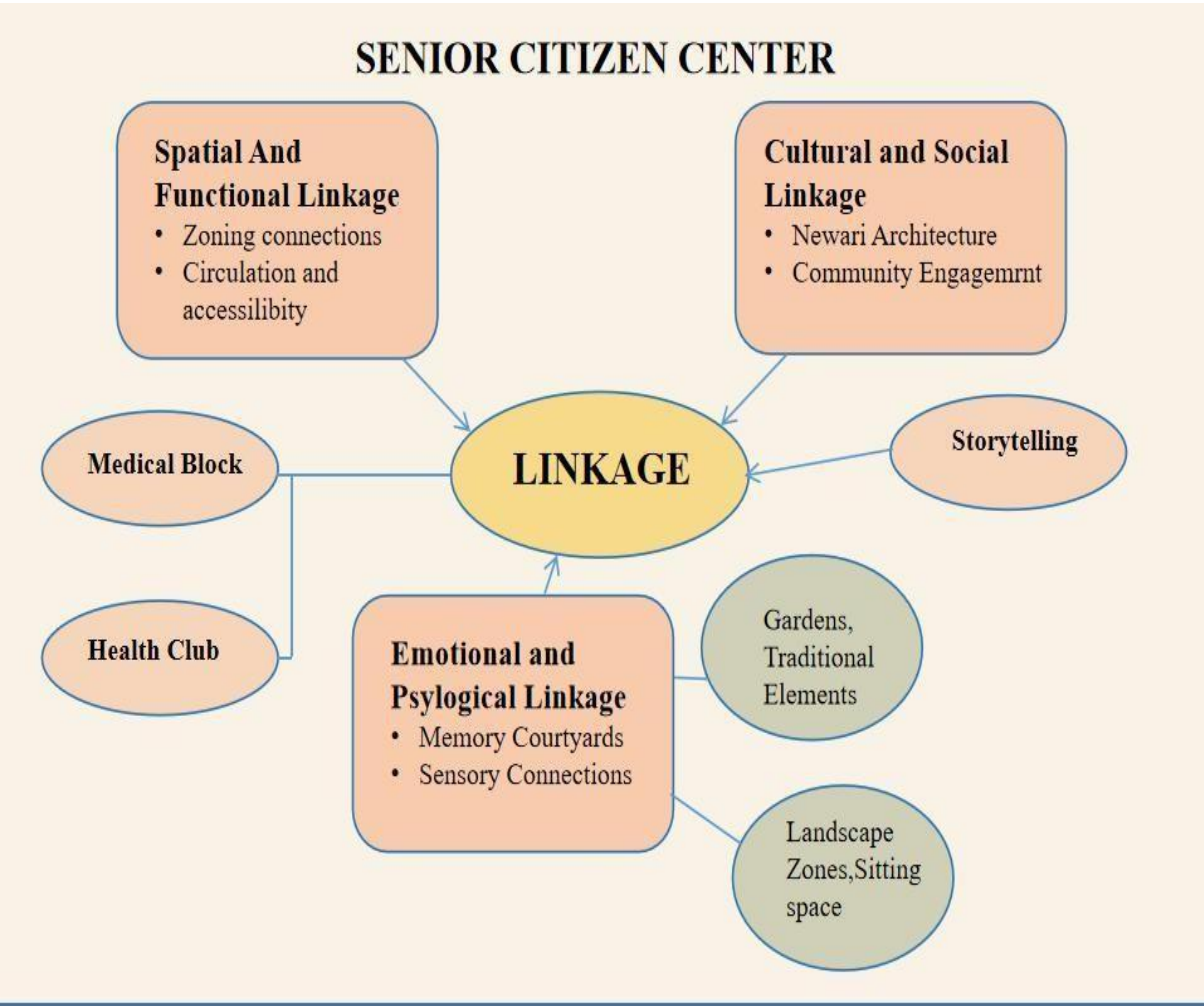 SENIOR CITIZEN CENTER
Spatial And
Functional Linkage
• Zoning connections
• Circulation and
accessilibity
Cultural and Social
Linkage
• Newari Architecture
• Community Engagemrnt
Medical Block
LINKAGE
Storytelling
Health Club
Emotional and
Psylogical Linkage
• Memory Courtyards
• Sensory Connections
Gardens,
Traditional
Elements
Landscape
Zones,Sitting
space